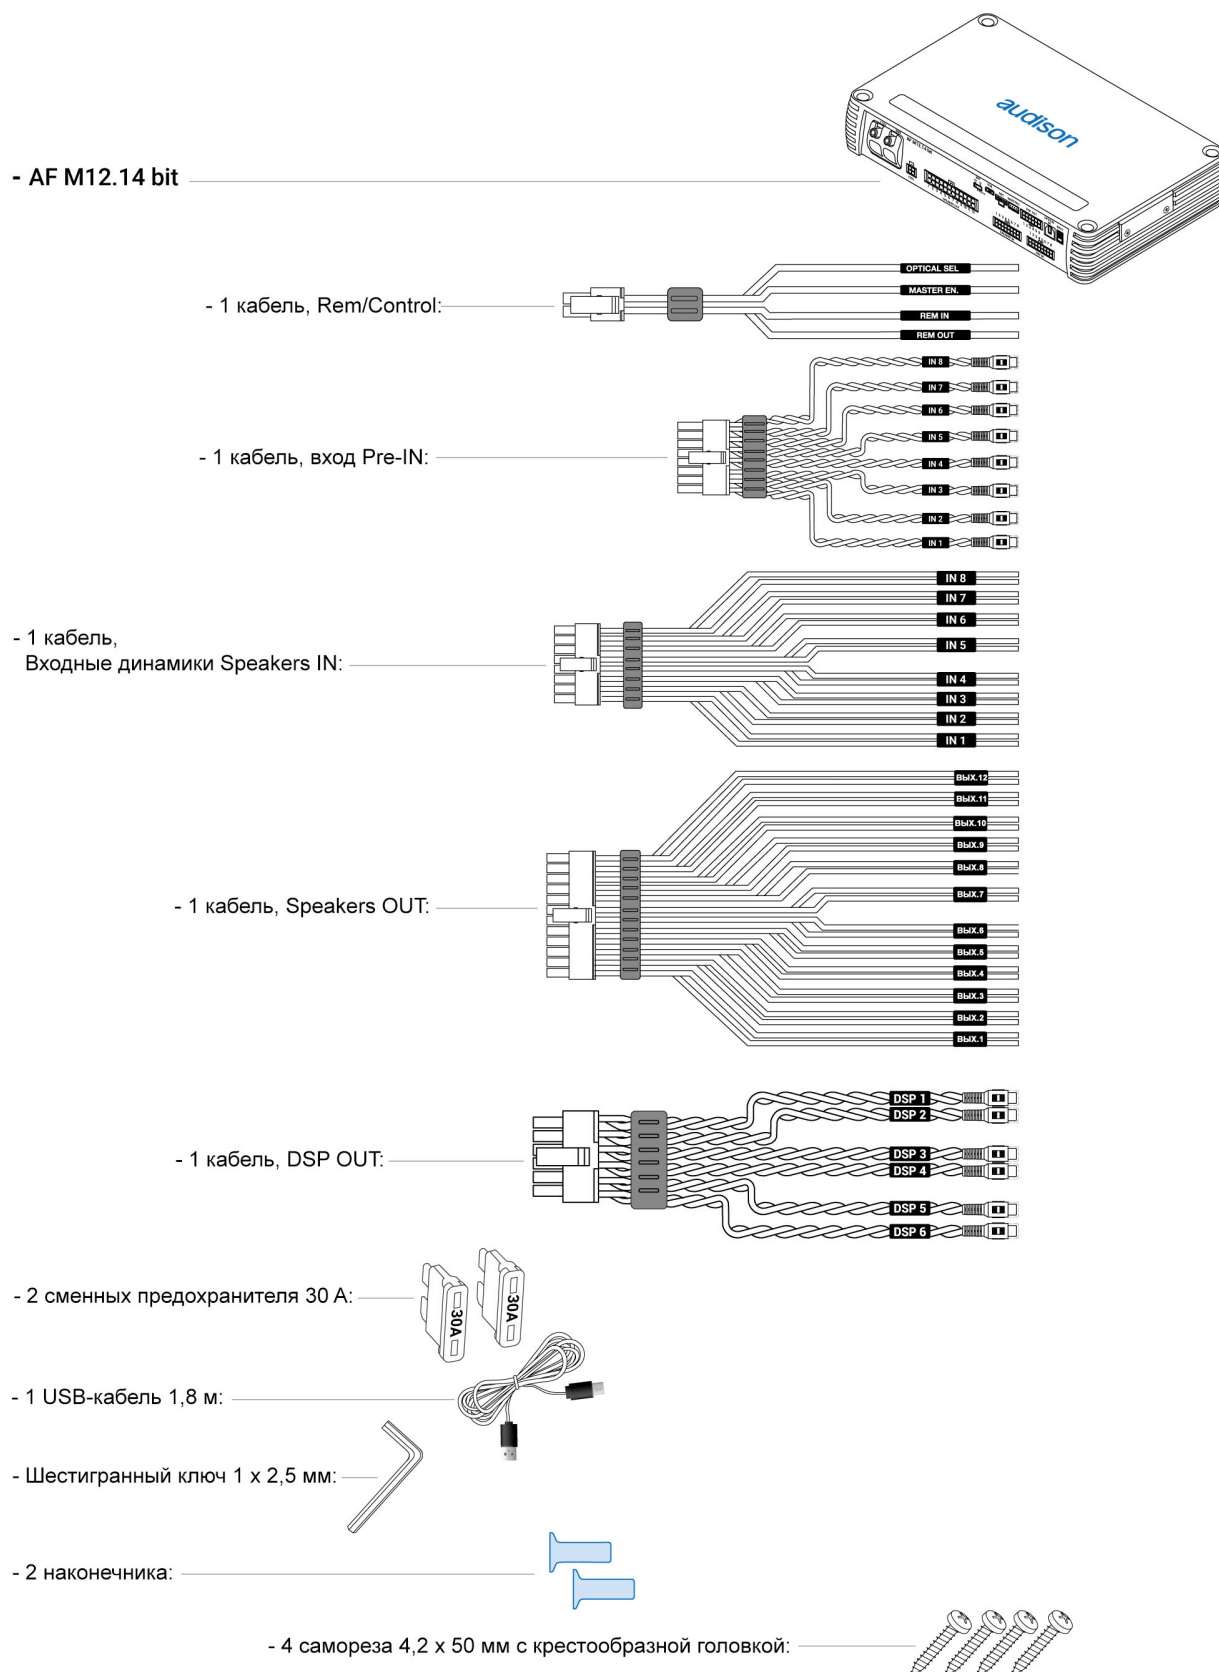 audison
AF M12.14 bit
- AF M12.14 bit
OPTICAL SEL
MASTER EN.
- 1 кабель, Rem/Control:
REM IN
REM OUT
IN 8
IN 7
IN 6
IN 5
- 1 кабель, вход Pre-IN:
IN 4
IN 3
IN 2
IN 1
IN 8
IN 7
IN 6
- 1 кабель,
IN 5
Входные динамики Speakers IN:
IN 4
IN 3
IN 2
IN 1
ВЫХ.12
ВЫХ.11
ВЫХ.10
ВЫХ.9
ВЫХ.8
ВЫХ.7
- 1 кабель, Speakers OUT:
ВЫХ.6
ВЫХ.5
ВЫХ.4
ВЫХ.3
ВЫХ.2
ВЫХ.1
DSP 1
DSP 2
DSP 3
- 1 кабель, DSP OUT:
DSP 4
DSP 5
DSP 6
- 2 сменных предохранителя 30 A:
30A
30A
- 1 USB-кабель 1,8 м:
- Шестигранный ключ 1 x 2,5 мм:
- 2 наконечника:
- 4 самореза 4,2 x 50 мм с крестообразной головкой: